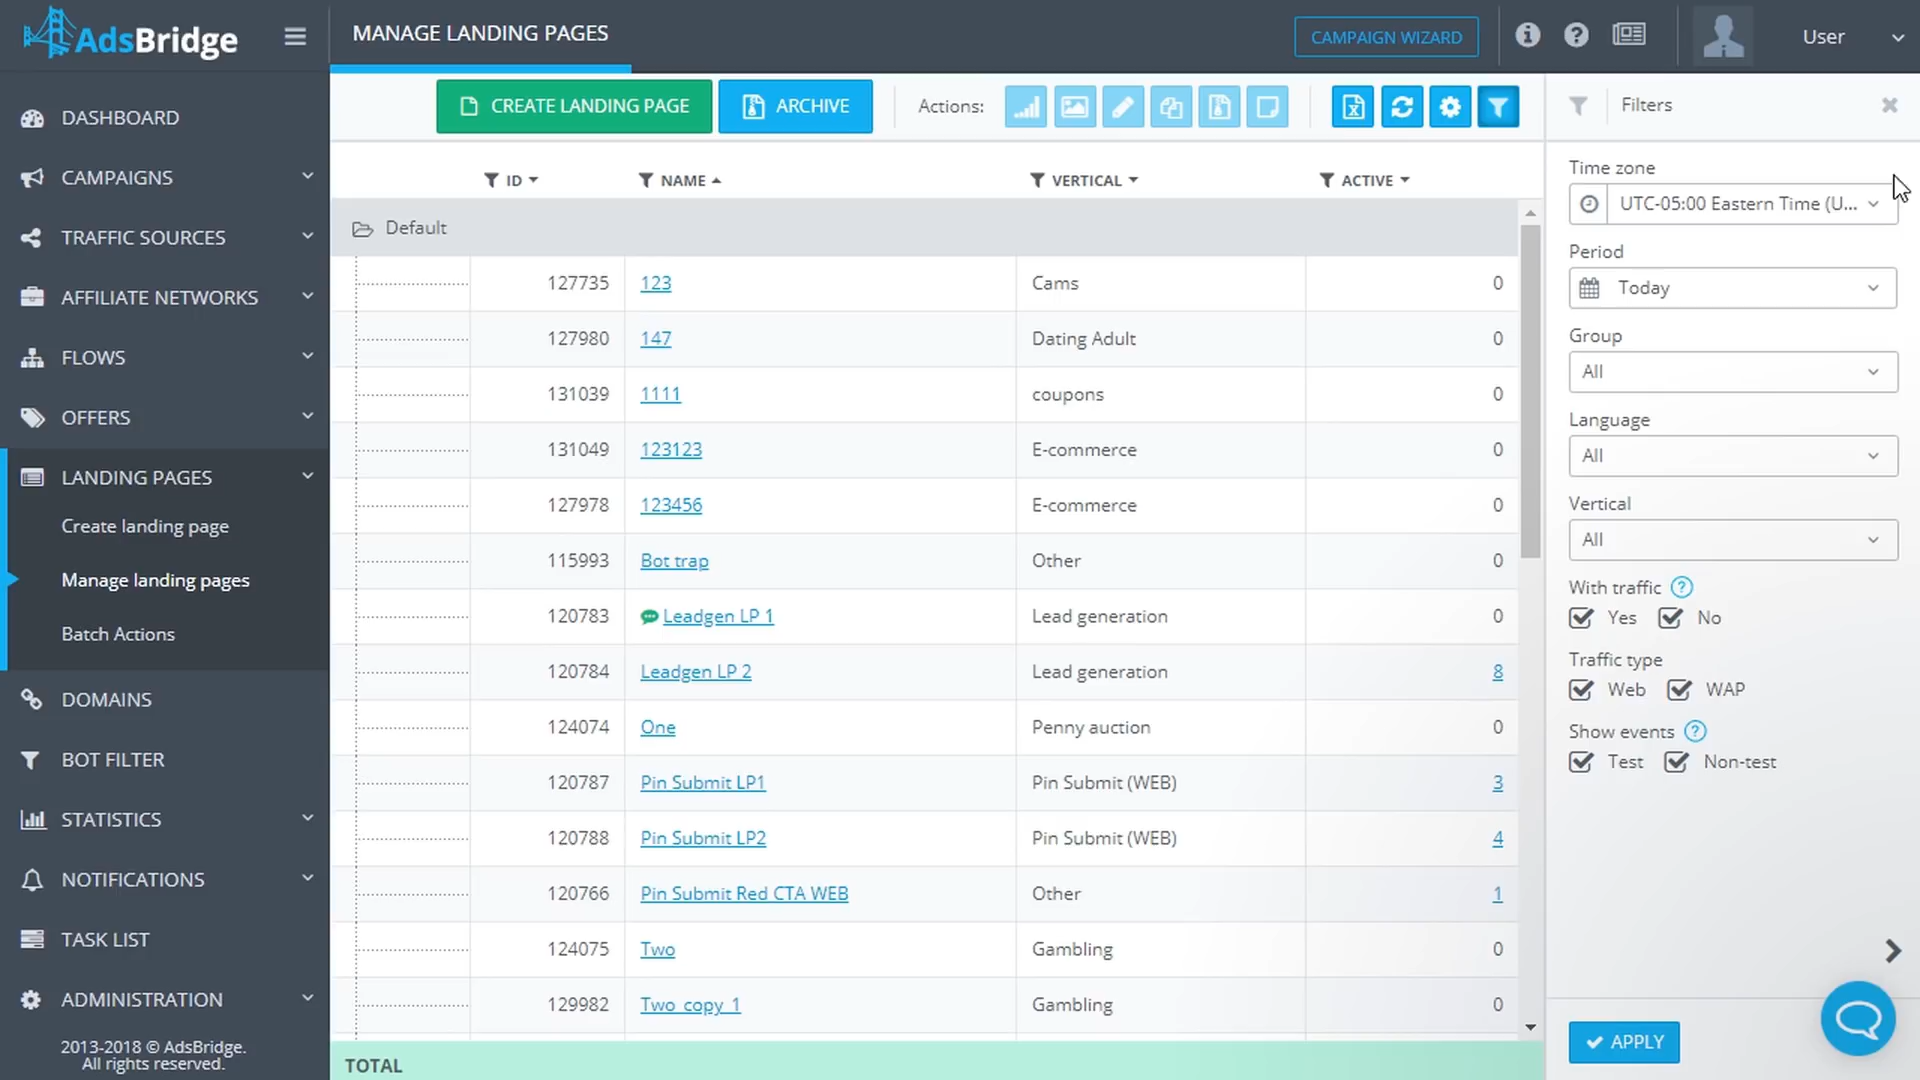 AdsBridge
MANAGE LANDING PAGES
CAMPAIGN WIZARD
User
DASHBOARD
CAMPAIGNS
TRAFFIC SOURCES
AFFILIATE NETWORKS
FLOWS
OFFERS
LANDING PAGES
Create landing page
Manage landing pages
Batch Actions
DOMAINS
BOT FILTER
STATISTICS
NOTIFICATIONS
TASK LIST
ADMINISTRATION
2013-2018 © AdsBridge.
All rights reserved.
CREATE LANDING PAGE
ARCHIVE
Actions:
ID NAME VERTICAL ACTIVE
Default
127735 123 Cams 0
127980 147 Dating Adult 0
131039 1111 coupons 0
131049 123123 E-commerce 0
127978 123456 E-commerce 0
115993 Bot trap Other 0
120783 Leadgen LP 1 Lead generation 0
120784 Leadgen LP 2 Lead generation 8
124074 One Penny auction 0
120787 Pin Submit LP1 Pin Submit (WEB) 3
120788 Pin Submit LP2 Pin Submit (WEB) 4
120766 Pin Submit Red CTA WEB Other 1
124075 Two Gambling 0
129982 Two_copy_1 Gambling 0
TOTAL
Filters
Time zone
UTC-05:00 Eastern Time (U...
Period
Today
Group
All
Language
All
Vertical
All
With traffic ?
Yes No
Traffic type
Web WAP
Show events ?
Test Non-test
APPLY